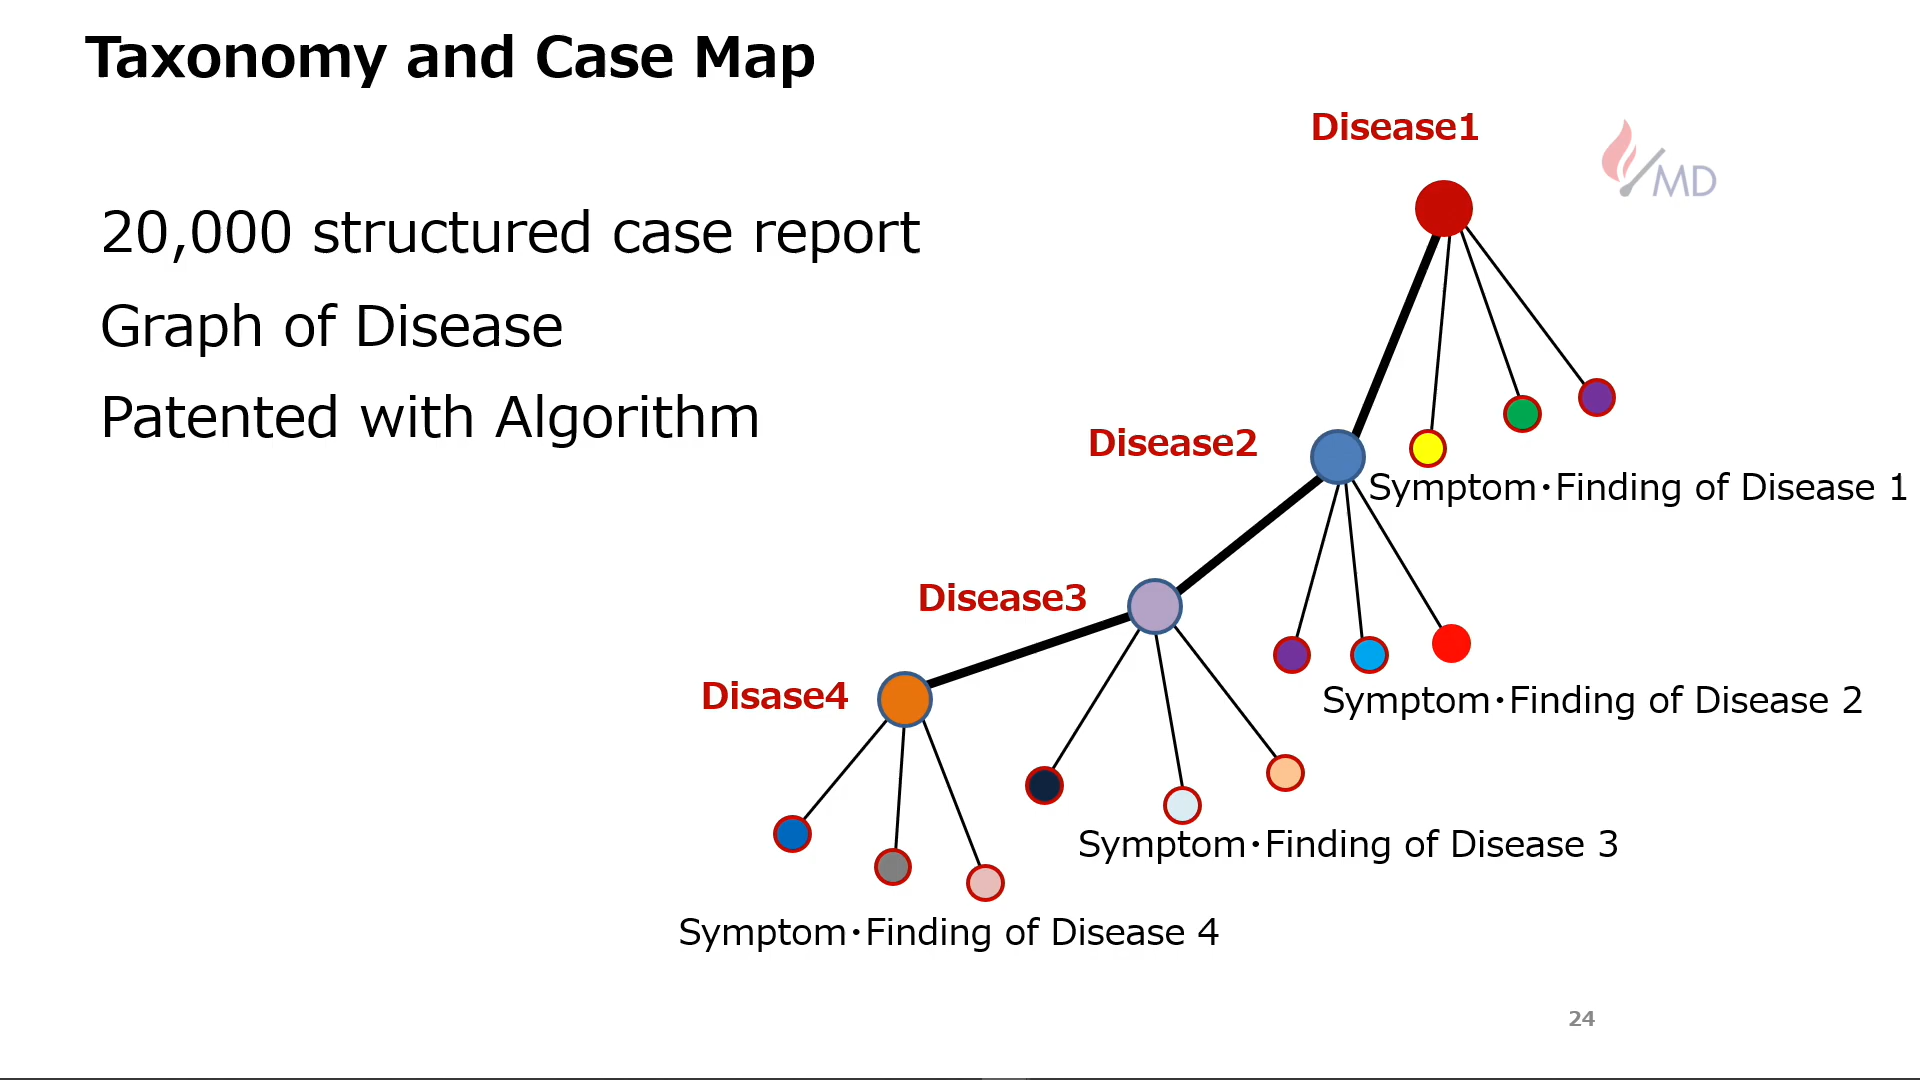 Taxonomy and Case Map
Disease1
MD
20,000 structured case report
Graph of Disease
Patented with Algorithm
Disease2
Symptom・Finding of Disease 1
Disease3
Disase4
Symptom・Finding of Disease 2
Symptom・Finding of Disease 3
Symptom・Finding of Disease 4
24